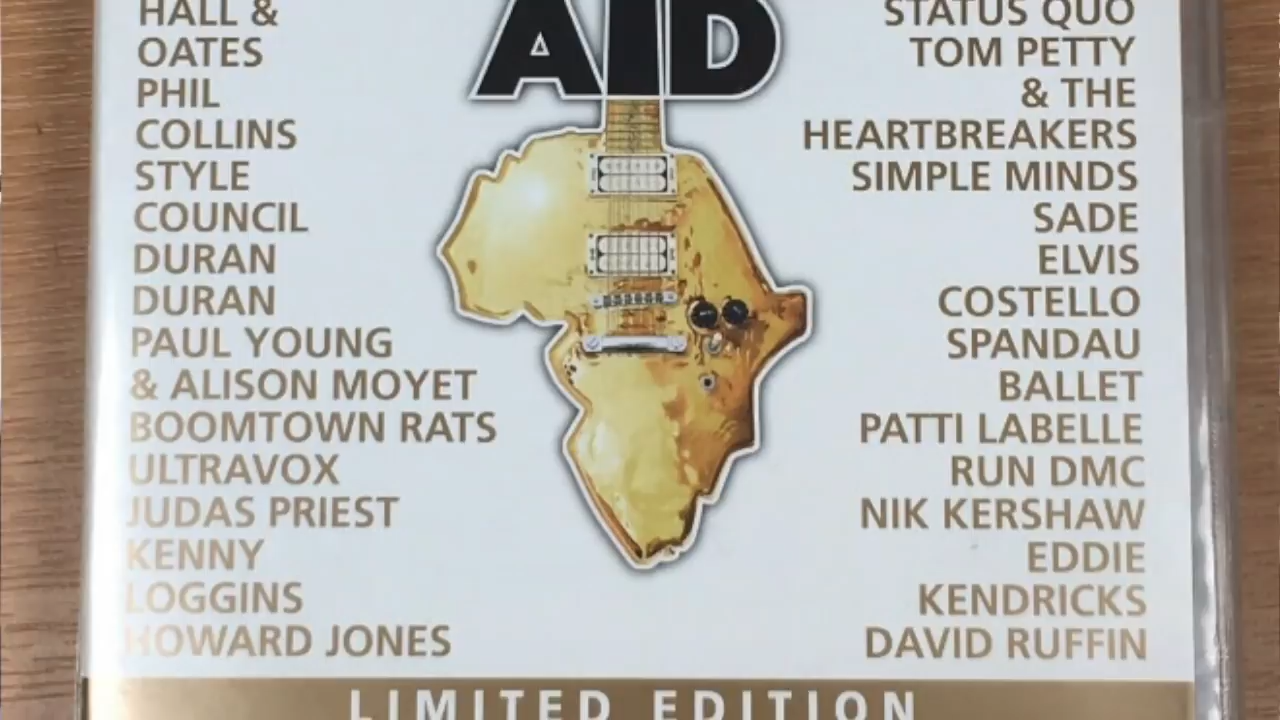 HALL &
OATES
PHIL
COLLINS
STYLE
COUNCIL
DURAN
DURAN
PAUL YOUNG
& ALISON MOYET
BOOMTOWN RATS
ULTRAVOX
JUDAS PRIEST
KENNY
LOGGINS
HOWARD JONES
AID
STATUS QUO
TOM PETTY
& THE
HEARTBREAKERS
SIMPLE MINDS
SADE
ELVIS
COSTELLO
SPANDAU
BALLET
PATTI LABELLE
RUN DMC
NIK KERSHAW
EDDIE
KENDRICKS
DAVID RUFFIN
LIMITED EDITION